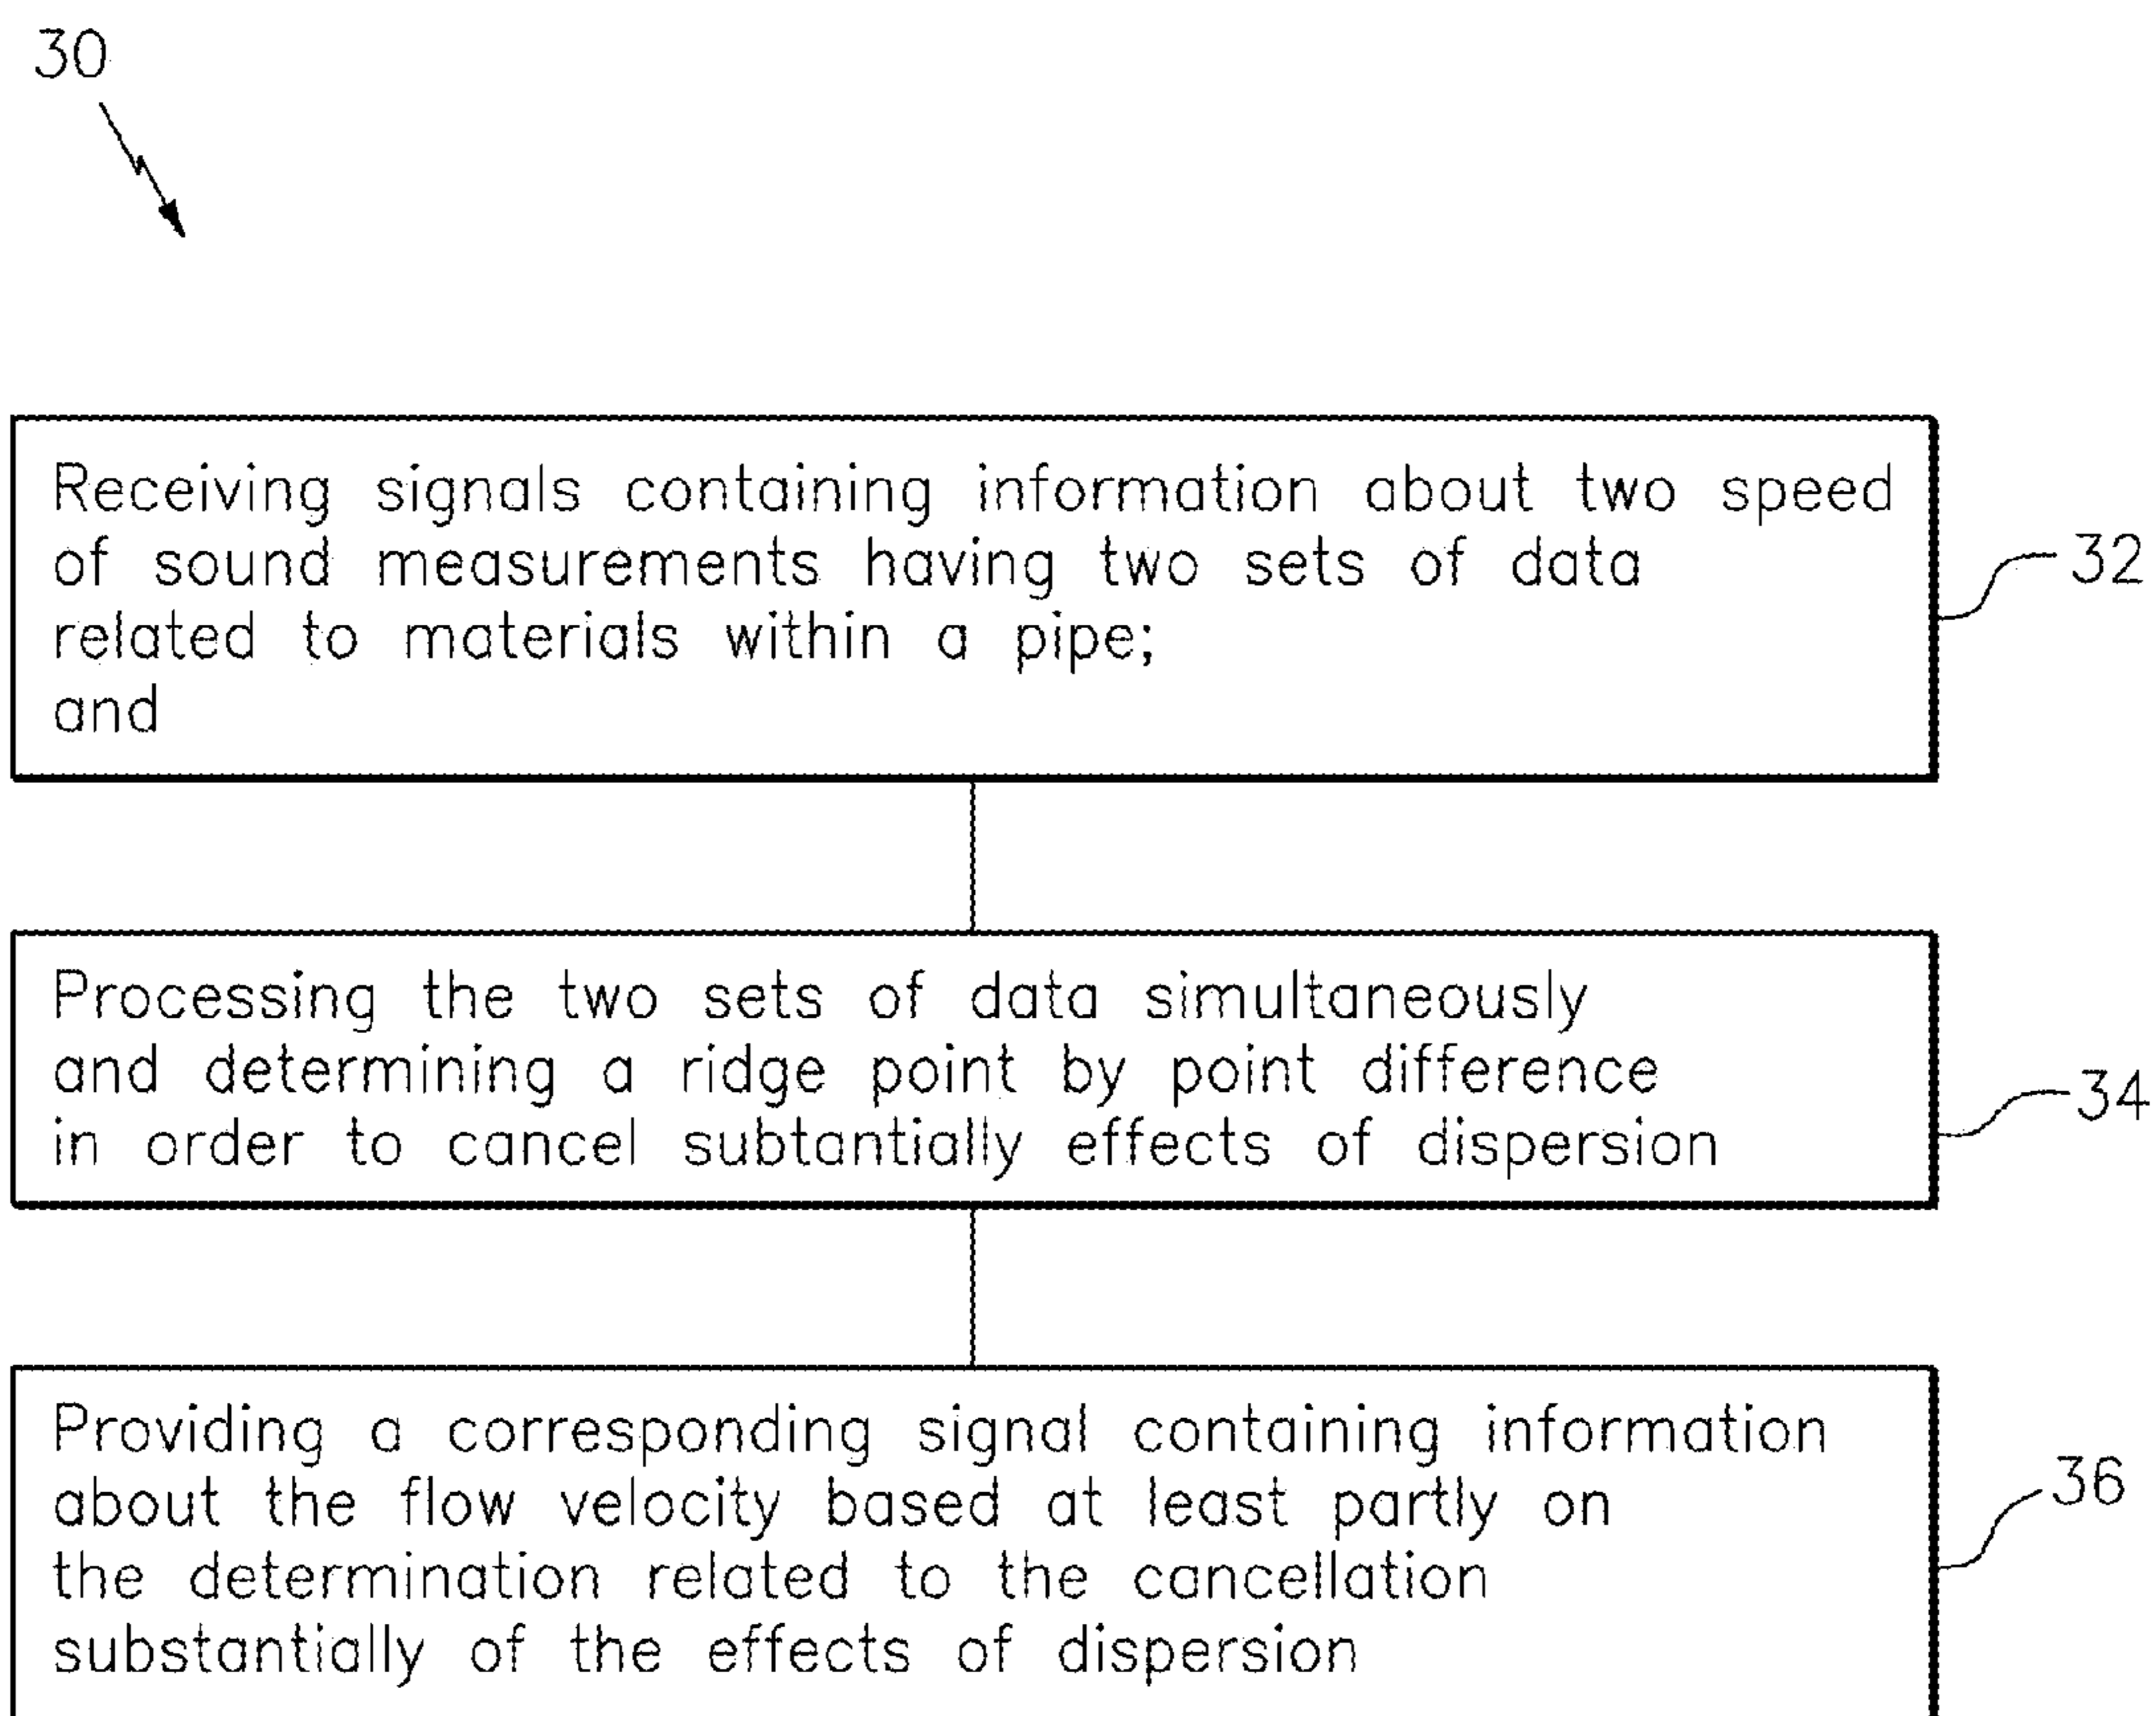 30
Receiving signals containing information about two speed
of sound measurements having two sets of data
related to materials within a pipe;
and
32
Processing the two sets of data simultaneously
and determining a ridge point by point difference
in order to cancel subtantially effects of dispersion
34
Providing a corresponding signal containing information
about the flow velocity based at least partly on
the determination related to the cancellation
substantially of the effects of dispersion
36